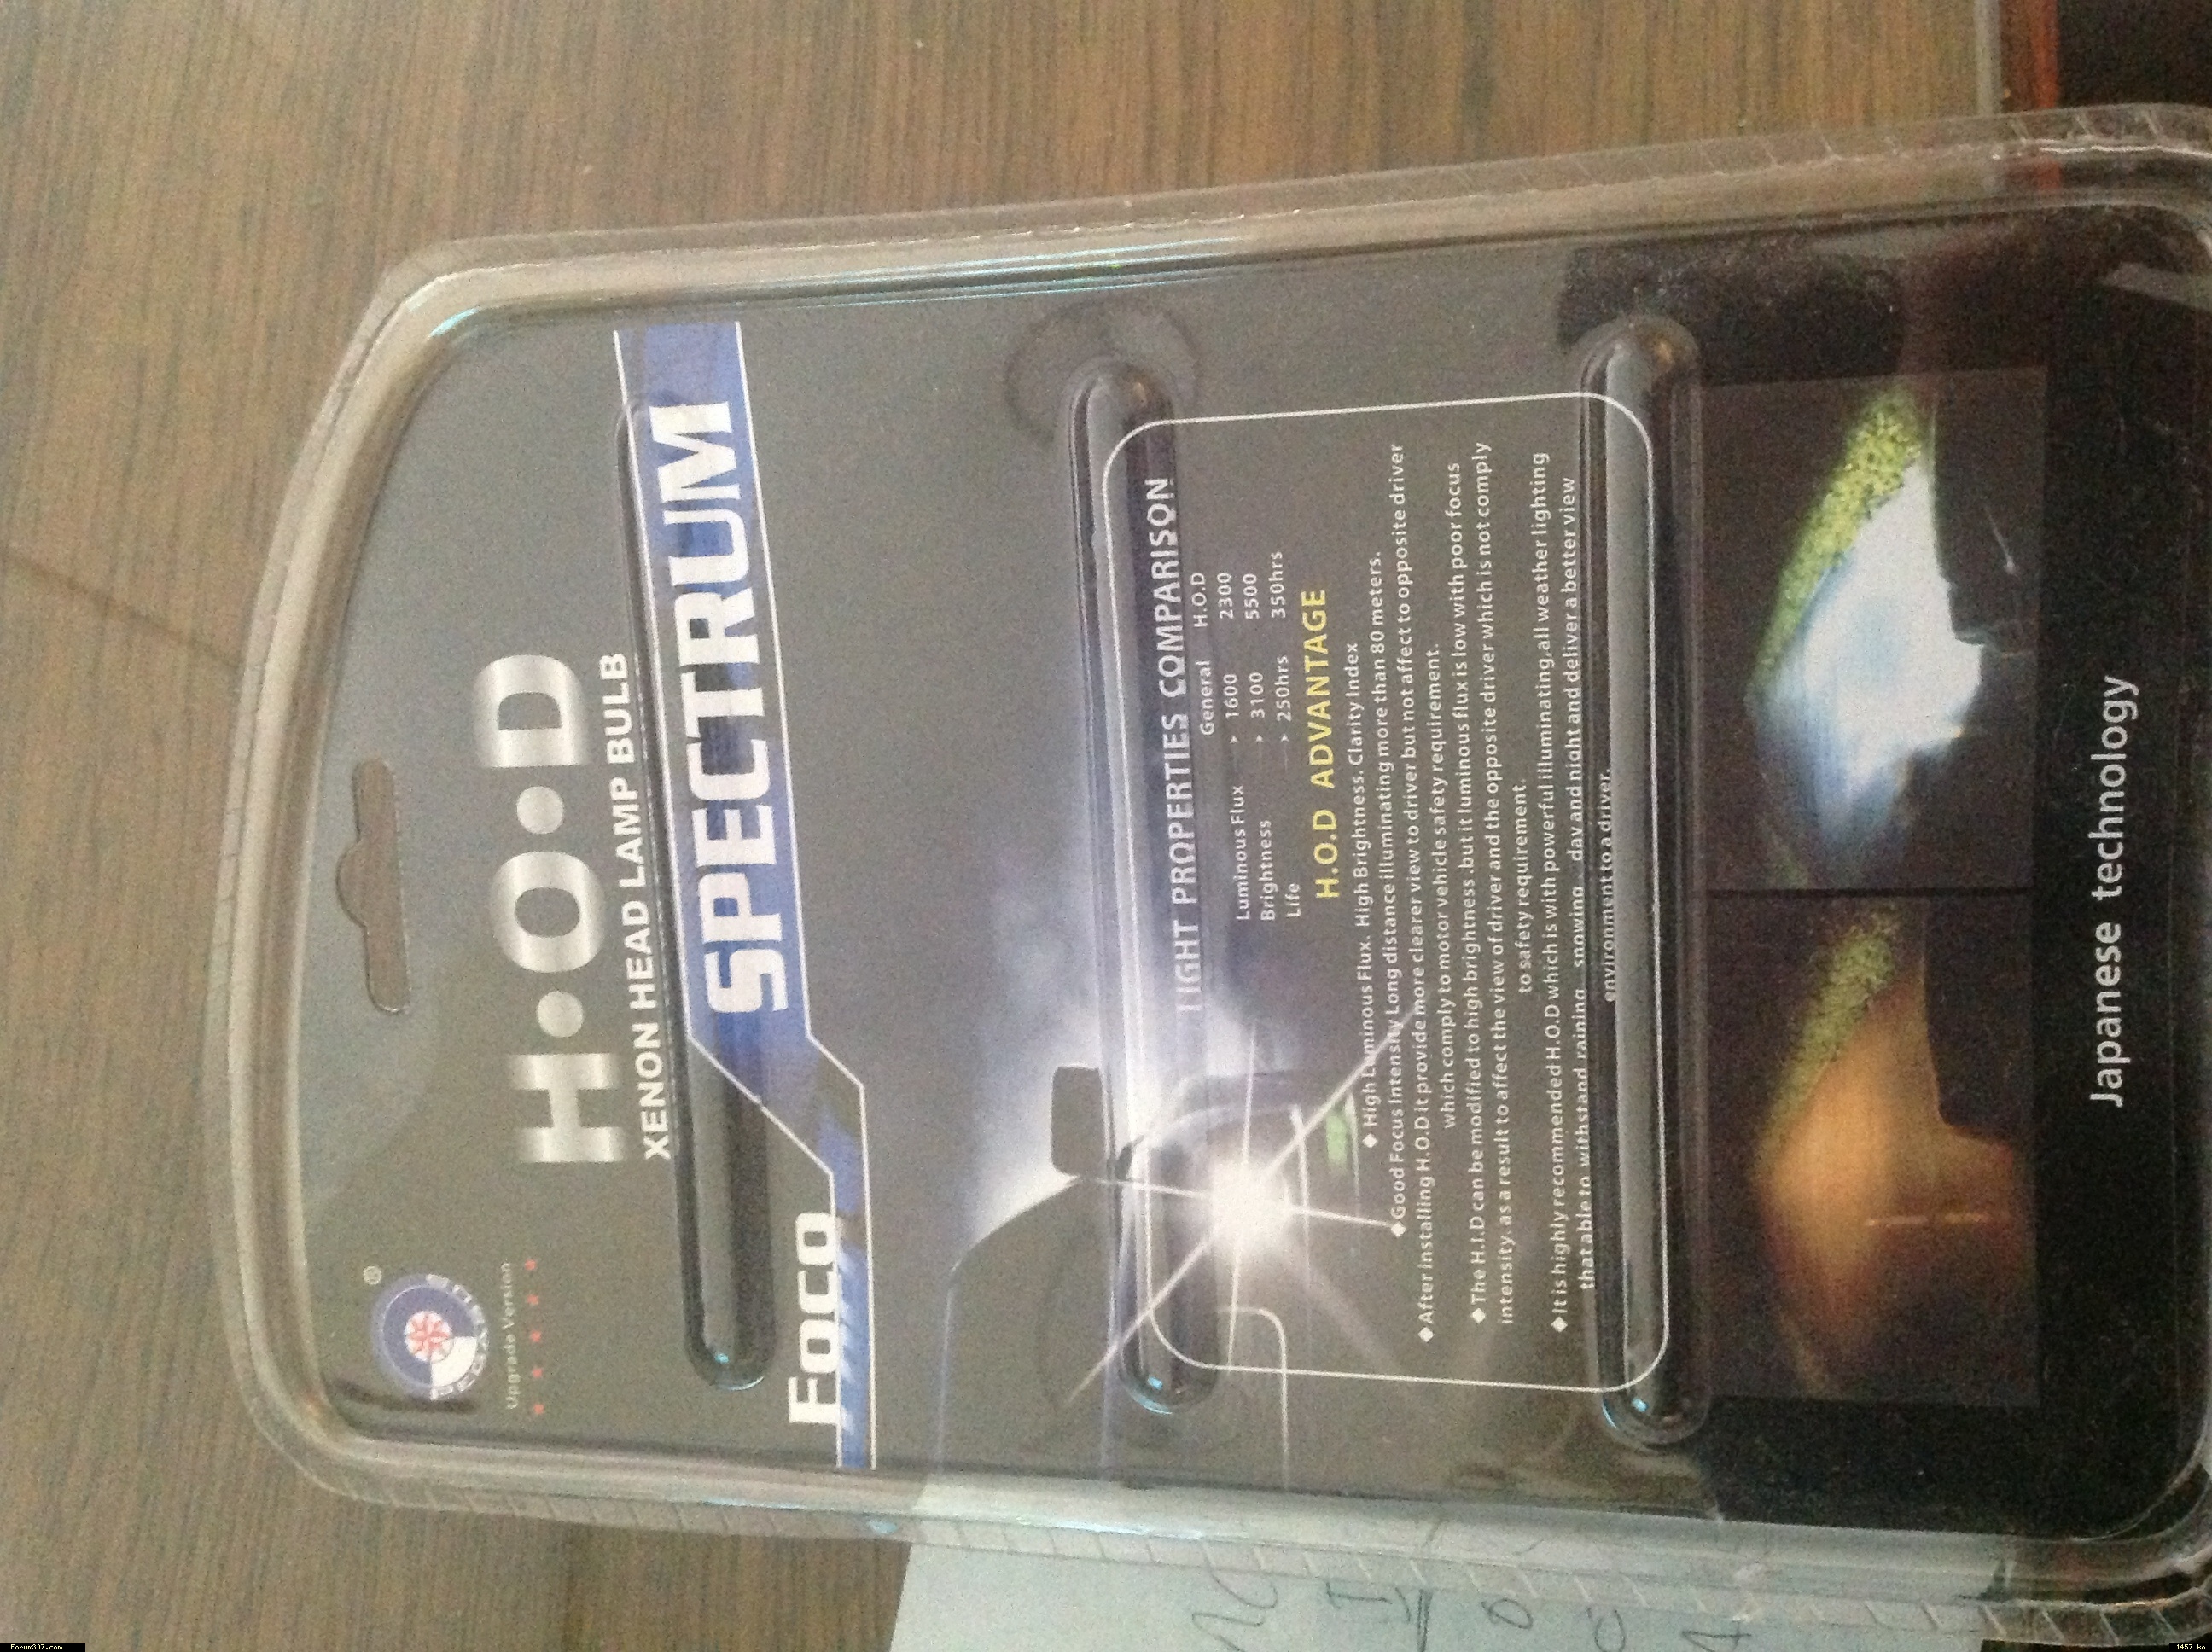 PEGASUS
®
Upgrade Version
H·O·D
XENON HEAD LAMP BULB
SPECTRUM
Foco
LIGHT PROPERTIES COMPARISON
General H.O.D
Luminous Flux > 1600 2300
Brightness > 3100 5500
Life > 250hrs 350hrs
H.O.D ADVANTAGE
◆ High Luminous Flux. High Brightness. Clarity Index
◆Good Focus Intensity Long distance illuminating more than 80 meters.
◆After installing H.O.D it provide more clearer view to driver but not affect to opposite driver
which comply to motor vehicle safety requirement.
◆The H.I.D can be modified to high brightness .but it luminous flux is low with poor focus
intensity. as a result to affect the view of driver and the opposite driver which is not comply
to safety requirement.
◆It is highly recommended H.O.D which is with powerful illuminating,all weather lighting
that able to withstand raining snowing day and night and deliver a better view
environment to a driver.
Japanese technology
Forum307.com
1457 ko